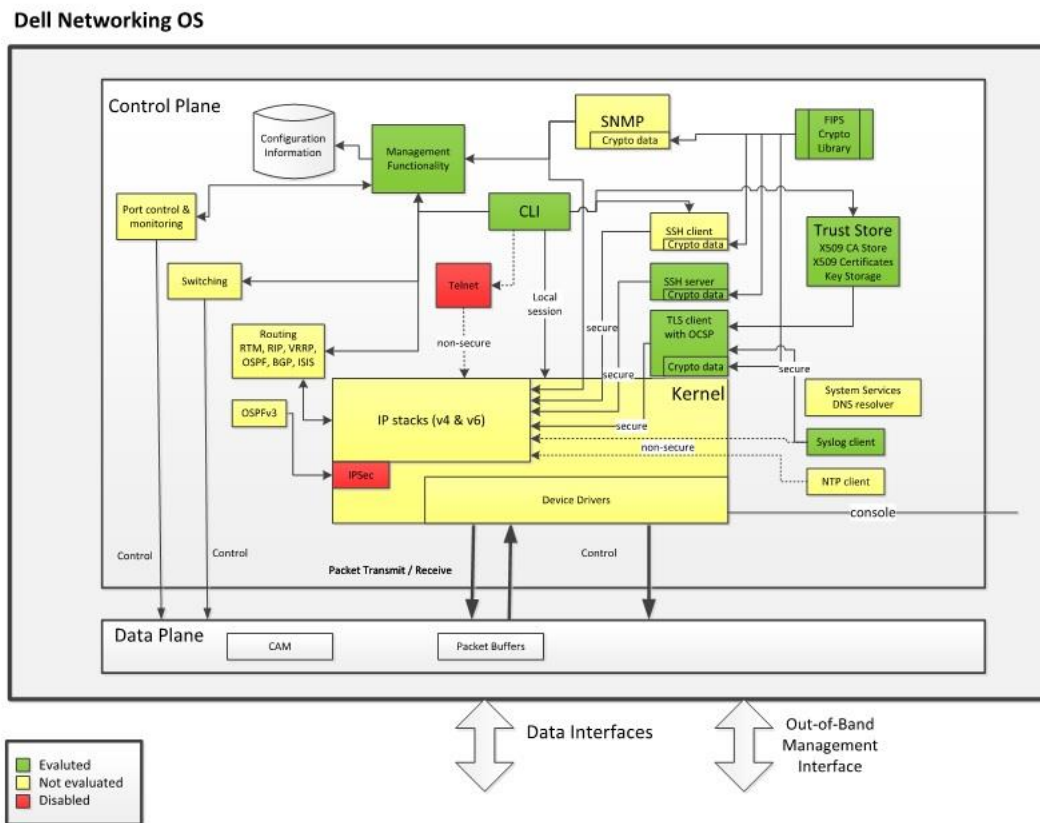 Dell Networking OS
Control Plane
Configuration
Information
Management
Functionality
SNMP
Crypto data
FIPS
Crypto
Library
Port control &
monitoring
CLI
SSH client
Crypto data
Trust Store
X509 CA Store
X509 Certificates
Key Storage
Switching
Telnet
Local
session
SSH server
Crypto data
secure
TLS client
with OCSP
Crypto data
Routing
RTM, RIP, VRRP,
OSPF, BGP, ISIS
non-secure
secure
secure
Kernel
System Services
DNS resolver
OSPFv3
IP stacks (v4 & v6)
secure
non-secure
Syslog client
IPSec
NTP client
Device Drivers
console
Control
Control
Packet Transmit / Receive
Control
Data Plane
CAM
Packet Buffers
Data Interfaces
Out-of-Band
Management
Interface
Evaluted
Not evaluated
Disabled